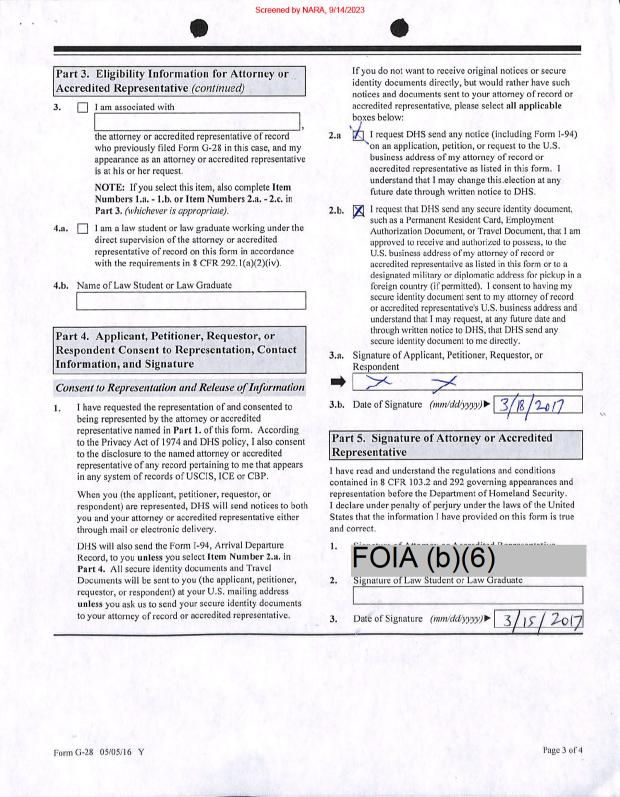 Screened by NARA, 9/14/2023
Part 3. Eligibility Information for Attorney or
Accredited Representative (continued)
3. I am associated with
,
the attorney or accredited representative of record
who previously filed Form G-28 in this case, and my
appearance as an attorney or accredited representative
is at his or her request.
NOTE: If you select this item, also complete Item
Numbers 1.a. - 1.b. or Item Numbers 2.a. - 2.c. in
Part 3. (whichever is appropriate).
4.a. I am a law student or law graduate working under the
direct supervision of the attorney or accredited
representative of record on this form in accordance
with the requirements in 8 CFR 292.1(a)(2)(iv).
4.b. Name of Law Student or Law Graduate
Part 4. Applicant, Petitioner, Requestor, or
Respondent Consent to Representation, Contact
Information, and Signature
Consent to Representation and Release of Information
1. I have requested the representation of and consented to
being represented by the attorney or accredited
representative named in Part 1. of this form. According
to the Privacy Act of 1974 and DHS policy, I also consent
to the disclosure to the named attorney or accredited
representative of any record pertaining to me that appears
in any system of records of USCIS, ICE or CBP.
When you (the applicant, petitioner, requestor, or
respondent) are represented, DHS will send notices to both
you and your attorney or accredited representative either
through mail or electronic delivery.
DHS will also send the Form I-94, Arrival Departure
Record, to you unless you select Item Number 2.a. in
Part 4. All secure identity documents and Travel
Documents will be sent to you (the applicant, petitioner,
requestor, or respondent) at your U.S. mailing address
unless you ask us to send your secure identity documents
to your attorney of record or accredited representative.
If you do not want to receive original notices or secure
identity documents directly, but would rather have such
notices and documents sent to your attorney of record or
accredited representative, please select all applicable
boxes below:
2.a I request DHS send any notice (including Form I-94)
on an application, petition, or request to the U.S.
business address of my attorney of record or
accredited representative as listed in this form. I
understand that I may change this election at any
future date through written notice to DHS.
2.b. I request that DHS send any secure identity document,
such as a Permanent Resident Card, Employment
Authorization Document, or Travel Document, that I am
approved to receive and authorized to possess, to the
U.S. business address of my attorney of record or
accredited representative as listed in this form or to a
designated military or diplomatic address for pickup in a
foreign country (if permitted). I consent to having my
secure identity document sent to my attorney of record
or accredited representative's U.S. business address and
understand that I may request, at any future date and
through written notice to DHS, that DHS send any
secure identity document to me directly.
3.a. Signature of Applicant, Petitioner, Requestor, or
Respondent
X X
3.b. Date of Signature (mm/dd/yyyy) 3/18/2017
Part 5. Signature of Attorney or Accredited
Representative
I have read and understand the regulations and conditions
contained in 8 CFR 103.2 and 292 governing appearances and
representation before the Department of Homeland Security.
I declare under penalty of perjury under the laws of the United
States that the information I have provided on this form is true
and correct.
1.
FOIA (b)(6)
2. Signature of Law Student or Law Graduate
3. Date of Signature (mm/dd/yyyy) 3/15/2017
Form G-28 05/05/16 Y
Page 3 of 4